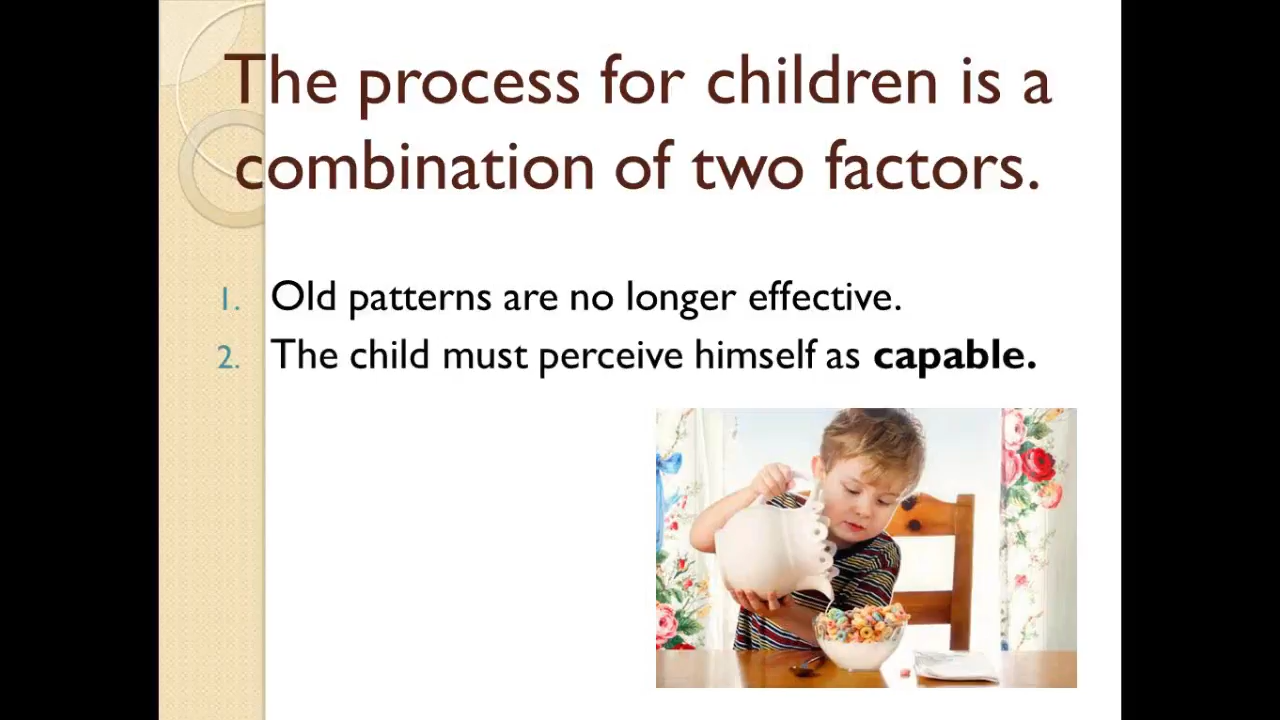 The process for children is a
combination of two factors.
1. Old patterns are no longer effective.
2. The child must perceive himself as capable.